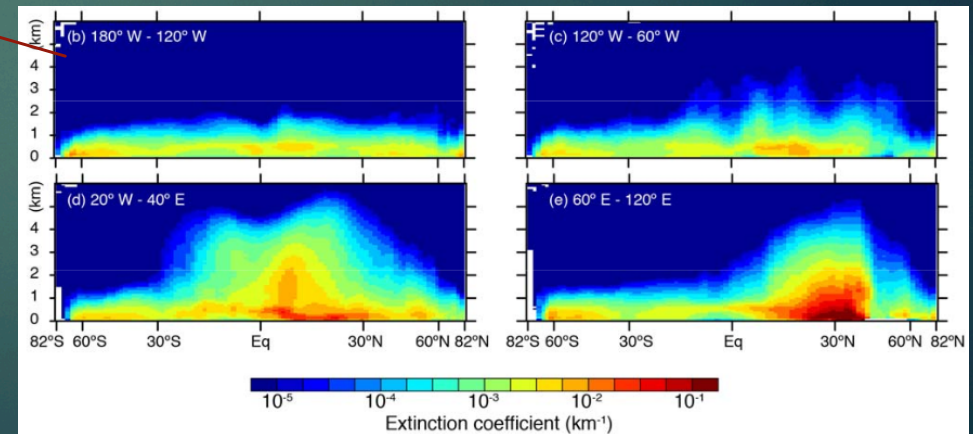 (km)
(b) 180° W - 120° W
(c) 120° W - 60° W
4
3
2
1
0
(km)
(d) 20° W - 40° E
(e) 60° E - 120° E
4
3
2
1
0
82°S 60°S 30°S Eq 30°N 60°N 82°N
82°S 60°S 30°S Eq 30°N 60°N 82°N
10-5 10-4 10-3 10-2 10-1
Extinction coefficient (km-1)